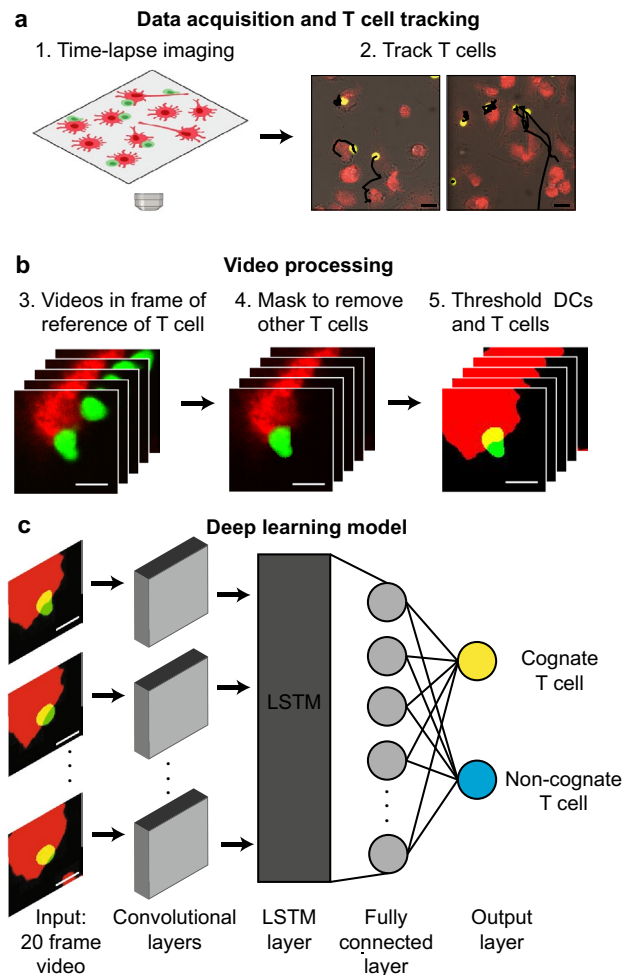 a
Data acquisition and T cell tracking
1. Time-lapse imaging
2. Track T cells
b
Video processing
3. Videos in frame of
reference of T cell
4. Mask to remove
other T cells
5. Threshold DCs
and T cells
c
Deep learning model
LSTM
Cognate
T cell
Non-cognate
T cell
Input:
20 frame
video
Convolutional
layers
LSTM
layer
Fully
connected
layer
Output
layer